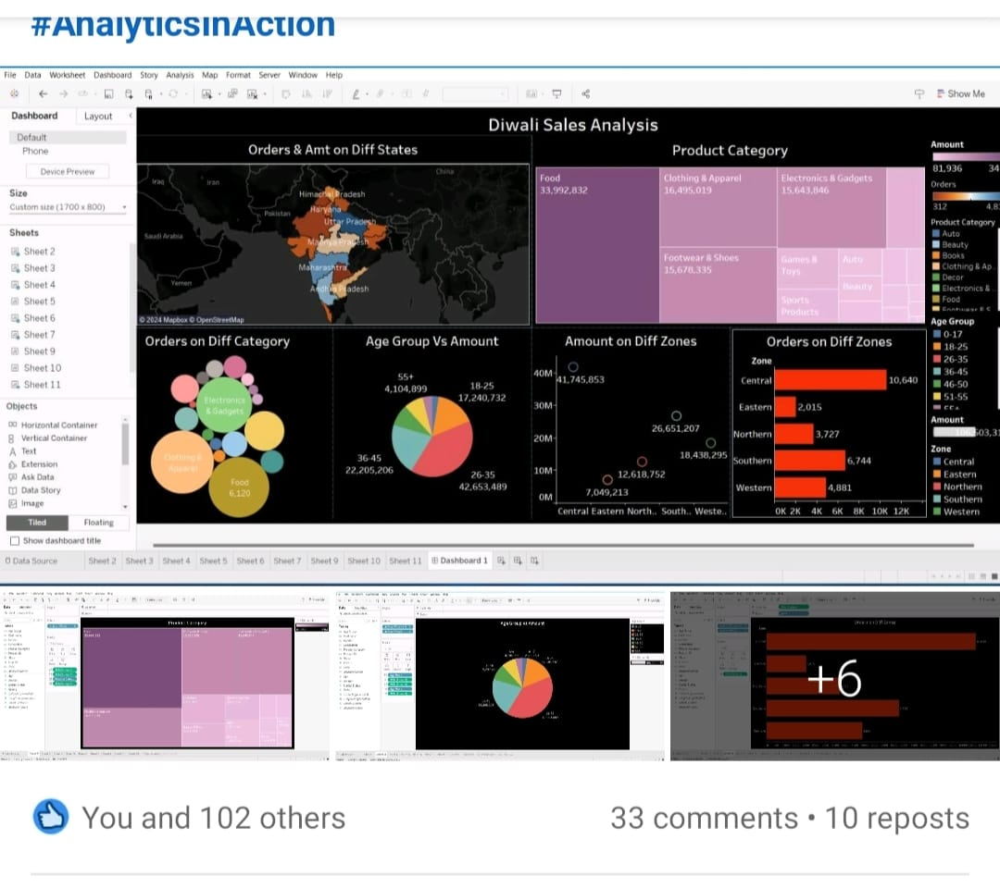 #AnalyticsInAction
File Data Worksheet Dashboard Story Analysis Map Format Server Window Help
Show Me
Dashboard Layout
Default
Phone
Device Preview
Size
Custom size (1700 x 800)
Sheets
Sheet 2
Sheet 3
Sheet 4
Sheet 5
Sheet 6
Sheet 7
Sheet 9
Sheet 10
Sheet 11
Objects
Horizontal Container
Vertical Container
Text
Extension
Ask Data
Data Story
Image
Tiled Floating
Show dashboard title
Diwali Sales Analysis
Orders & Amt on Diff States
China
Iraq
Iran
Himachal Pradesh
Haryana
Pakistan
Uttar Pradesh
Saudi Arabia
Madhya Pradesh
Maharashtra
Yemen
Andhra Pradesh
© 2024 Mapbox © OpenStreetMap
Product Category
Food
33,992,832
Clothing & Apparel
16,495,019
Electronics & Gadgets
15,643,846
Footwear & Shoes
15,678,335
Games &
Toys
Auto
Beauty
Sports
Products
Amount
81,936 34
Orders
312 4,8
Product Category
Auto
Beauty
Books
Clothing & Ap..
Decor
Electronics &
Food
Age Group
0-17
18-25
26-35
36-45
46-50
51-55
Amount
Zone
Central
Eastern
Northern
Southern
Western
Orders on Diff Category
Electronics
& Gadgets
Clothing &
Apparel
Food
6,120
Age Group Vs Amount
55+
4,104,899
18-25
17,240,732
36-45
22,205,206
26-35
42,653,489
Amount on Diff Zones
40M
41,745,853
30M
26,651,207
20M
18,438,295
10M
12,618,752
7,049,213
0M
Central Eastern North.. South.. Weste..
Orders on Diff Zones
Zone
Central 10,640
Eastern 2,015
Northern 3,727
Southern 6,744
Western 4,881
0K 2K 4K 6K 8K 10K 12K
Data Source Sheet 2 Sheet 3 Sheet 4 Sheet 5 Sheet 6 Sheet 7 Sheet 9 Sheet 10 Sheet 11 Dashboard 1
Product Category
Age Group Vs Amount
+6
You and 102 others
33 comments • 10 reposts